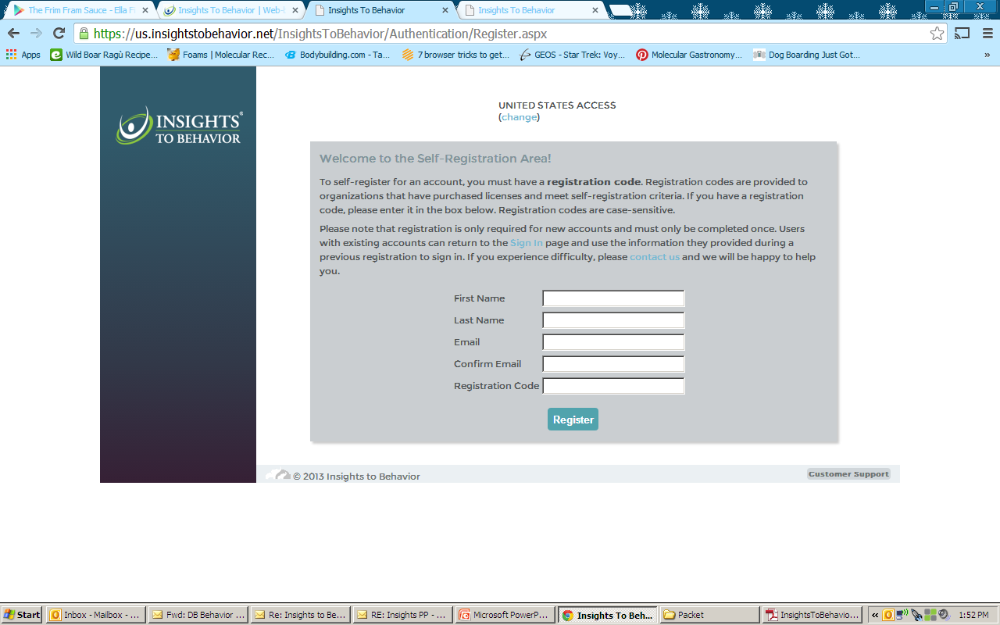 The Frim Fram Sauce - Ella Fi
Insights To Behavior | Web-b
Insights To Behavior
Insights To Behavior
https://us.insightstobehavior.net/InsightsToBehavior/Authentication/Register.aspx
Apps
Wild Boar Ragù Recipe...
Foams | Molecular Rec...
Bodybuilding.com - Ta...
7 browser tricks to get...
GEOS - Star Trek: Voy...
Molecular Gastronomy...
Dog Boarding Just Got...
»
INSIGHTS®
TO BEHAVIOR
UNITED STATES ACCESS
(change)
Welcome to the Self-Registration Area!
To self-register for an account, you must have a registration code. Registration codes are provided to
organizations that have purchased licenses and meet self-registration criteria. If you have a registration
code, please enter it in the box below. Registration codes are case-sensitive.
Please note that registration is only required for new accounts and must only be completed once. Users
with existing accounts can return to the Sign In page and use the information they provided during a
previous registration to sign in. If you experience difficulty, please contact us and we will be happy to help
you.
First Name
Last Name
Email
Confirm Email
Registration Code
Register
© 2013 Insights to Behavior
Customer Support
Start
Inbox - Mailbox - ...
Fwd: DB Behavior ...
Re: Insights to Be...
RE: Insights PP - ...
Microsoft PowerP...
Insights To Beh...
Packet
InsightsToBehavio...
«
1:52 PM